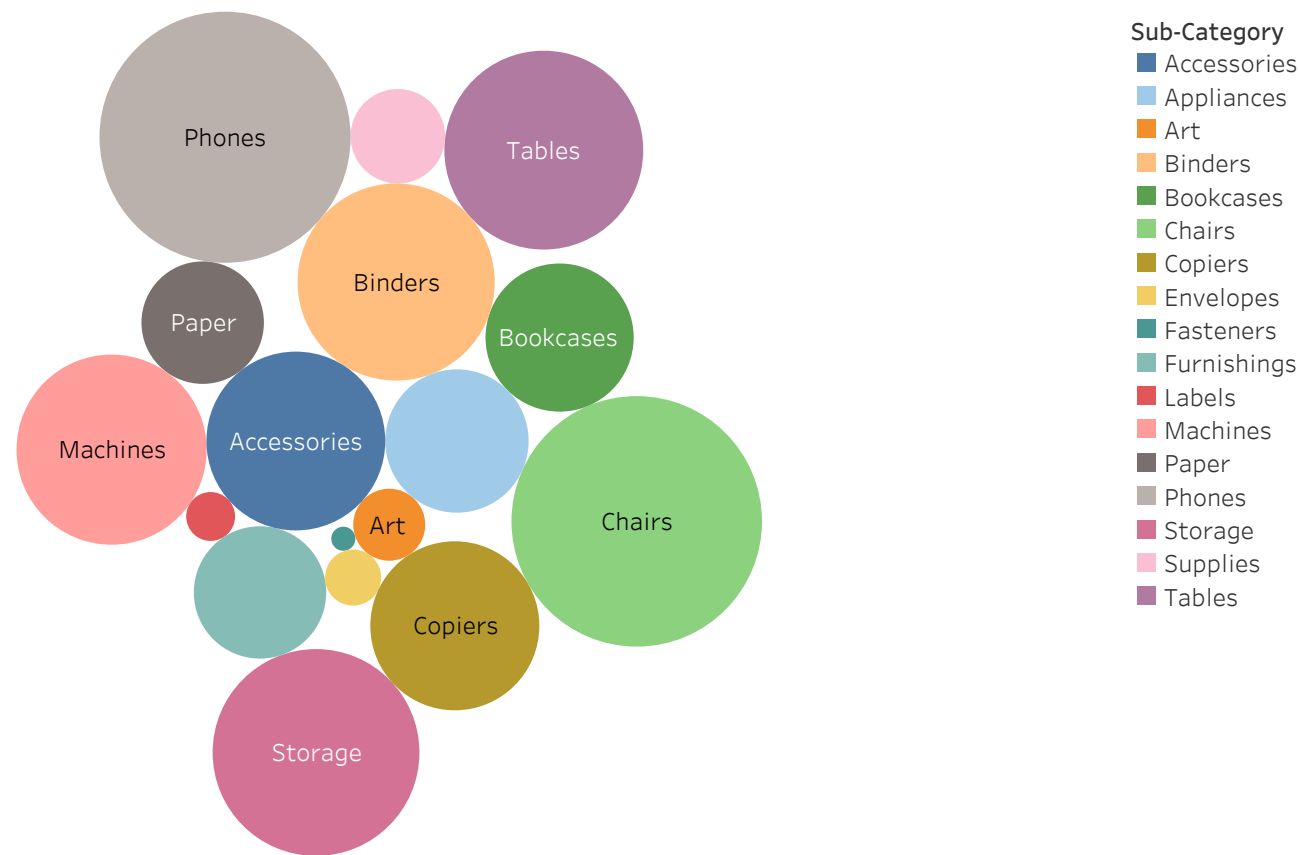 Phones
Tables
Binders
Paper
Bookcases
Machines
Accessories
Chairs
Art
Copiers
Storage
Sub-Category
Accessories
Appliances
Art
Binders
Bookcases
Chairs
Copiers
Envelopes
Fasteners
Furnishings
Labels
Machines
Paper
Phones
Storage
Supplies
Tables